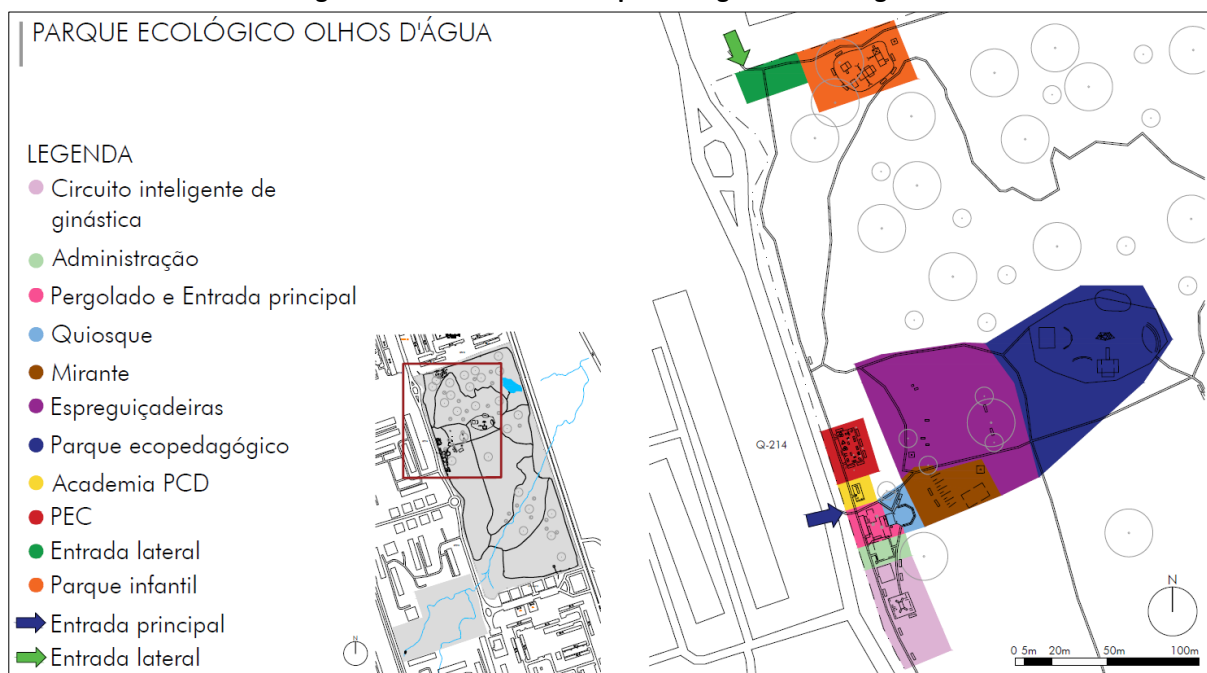 PARQUE ECOLÓGICO OLHOS D'ÁGUA
LEGENDA
Circuito inteligente de
ginástica
Administração
Pergolado e Entrada principal
Quiosque
Mirante
Espreguiçadeiras
Parque ecopedagógico
Academia PCD
PEC
Entrada lateral
Parque infantil
Entrada principal
Entrada lateral
N
Q-214
N
0 5m 20m 50m 100m